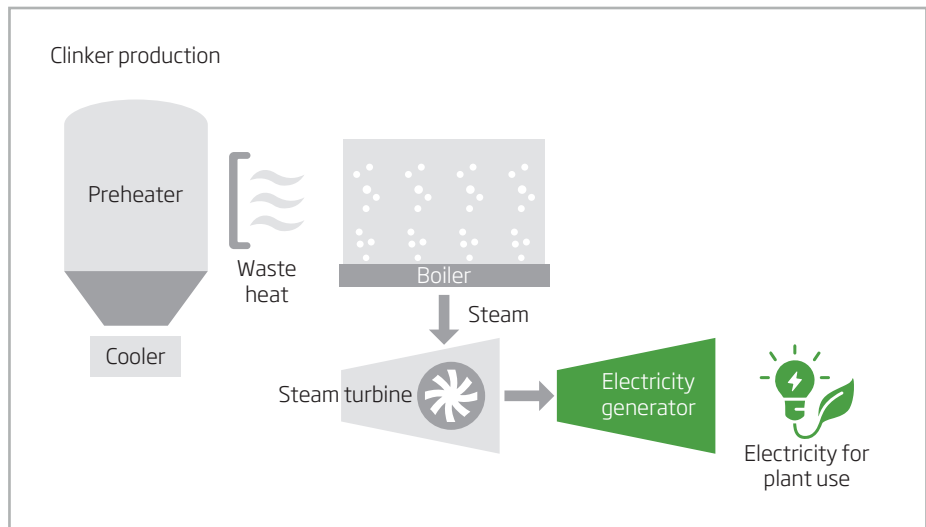 Clinker production
Preheater
Waste
heat
Boiler
Steam
Cooler
Steam turbine
Electricity
generator
Electricity for
plant use